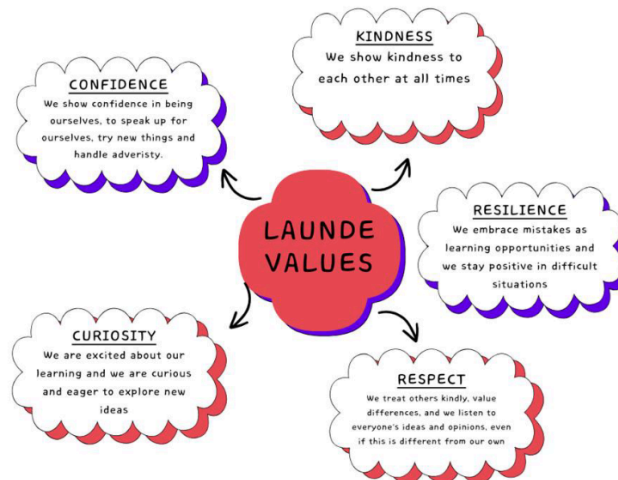 KINDNESS
We show kindness to
each other at all times
CONFIDENCE
We show confidence in being
ourselves, to speak up for
ourselves, try new things and
handle adveristy.
LAUNDE
VALUES
RESILIENCE
We embrace mistakes as
learning opportunities and
we stay positive in difficult
situations
CURIOSITY
We are excited about our
learning and we are curious
and eager to explore new
ideas
RESPECT
We treat others kindly, value
differences, and we listen to
everyone's ideas and opinions, even
if this is different from our own